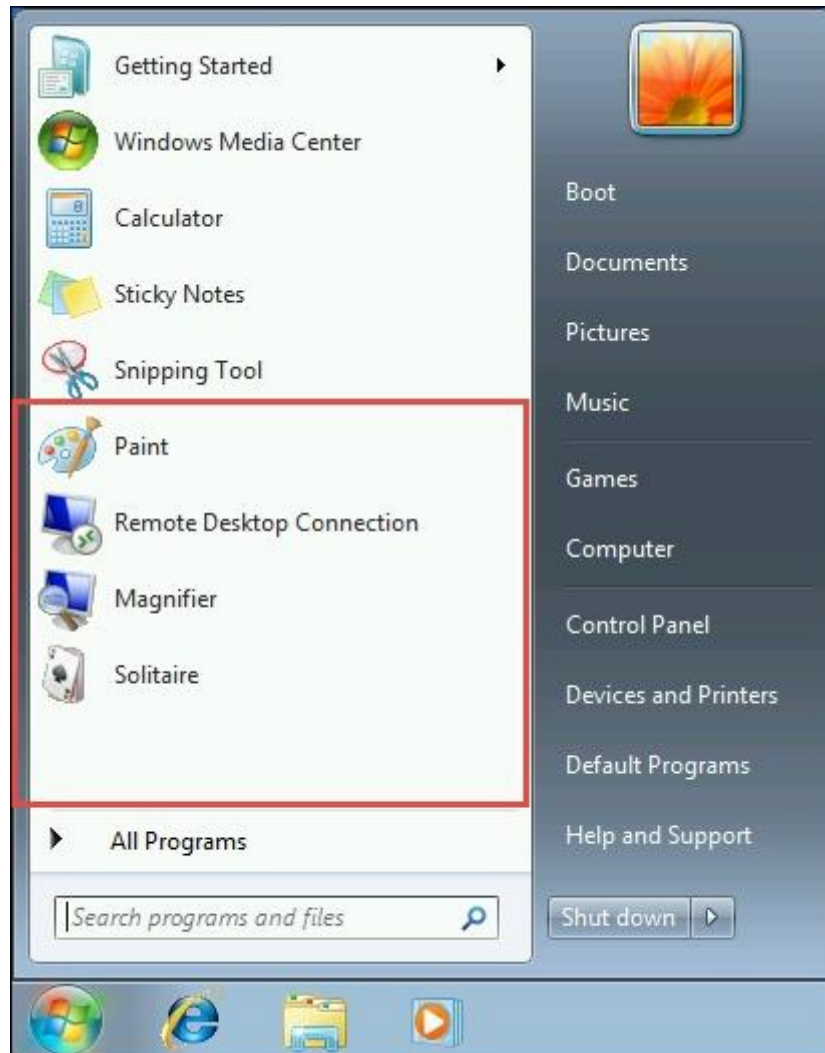 Getting Started
Windows Media Center
Calculator
Sticky Notes
Snipping Tool
Paint
Remote Desktop Connection
Magnifier
Solitaire
All Programs
Search programs and files
Boot
Documents
Pictures
Music
Games
Computer
Control Panel
Devices and Printers
Default Programs
Help and Support
Shut down